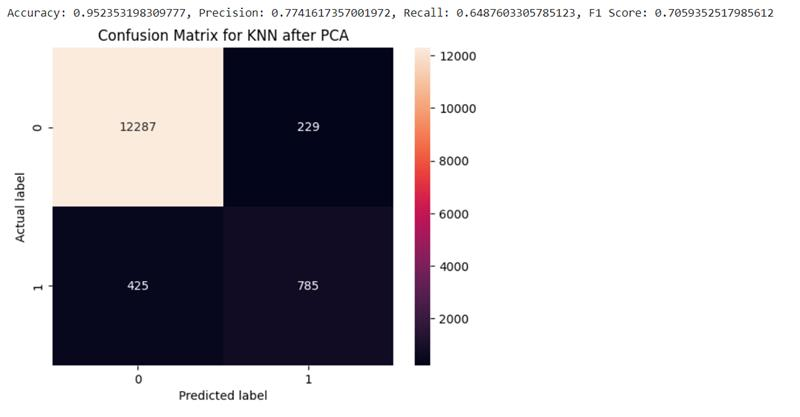 Accuracy: 0.952353198309777, Precision: 0.7741617357001972, Recall: 0.6487603305785123, F1 Score: 0.7059352517985612
Confusion Matrix for KNN after PCA
12000
10000
8000
6000
4000
2000
Actual label
0
12287 229
1
425 785
0 1
Predicted label